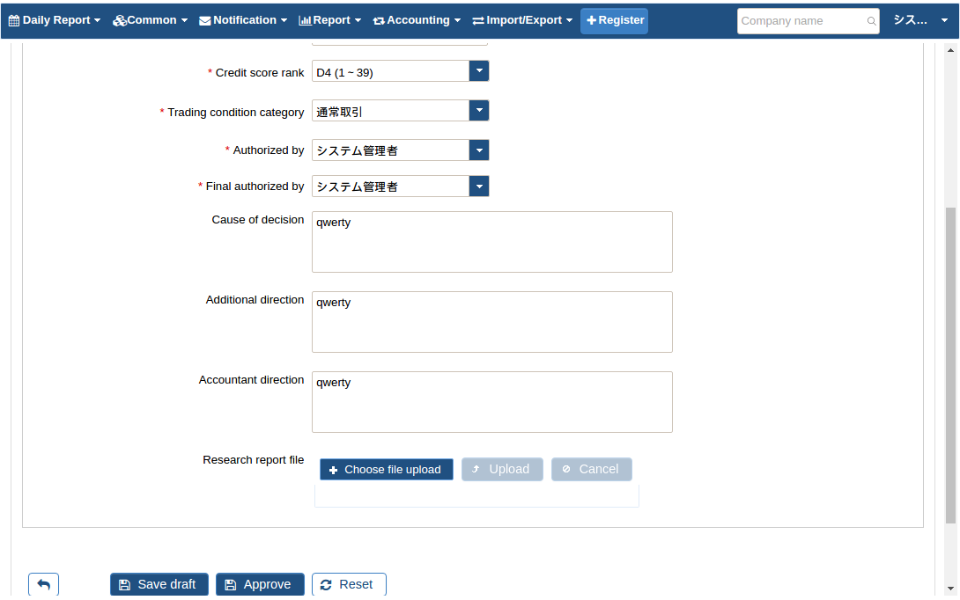 Daily Report Common Notification Report Accounting Import/Export Register Company name シス...
* Credit score rank D4 (1 ~ 39)
* Trading condition category 通常取引
* Authorized by システム管理者
* Final authorized by システム管理者
Cause of decision qwerty
Additional direction qwerty
Accountant direction qwerty
Research report file Choose file upload Upload Cancel
Save draft Approve Reset